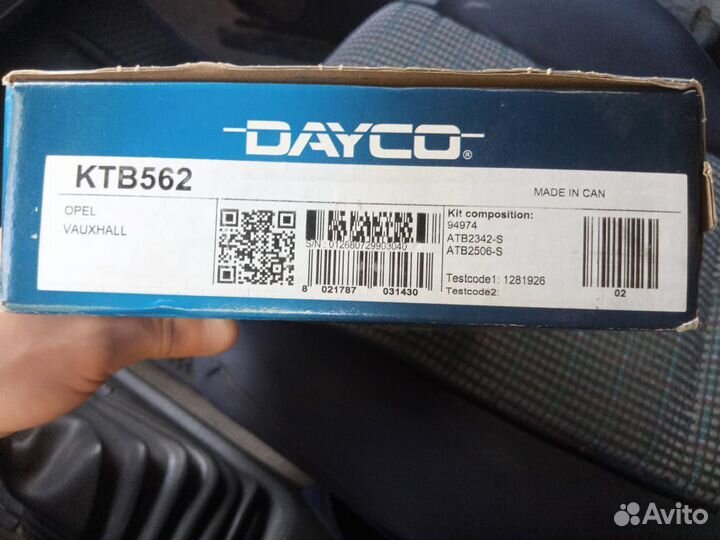 DAYCO®
KTB562
MADE IN CAN
OPEL
VAUXHALL
S/N : 012680729903040
8 021787 031430
Kit composition:
94974
ATB2342-S
ATB2506-S
Testcode1: 1281926
Testcode2:
02
Avito